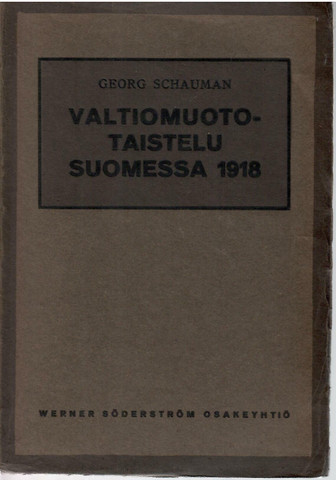 GEORG SCHAUMAN
VALTIOMUOTO-
TAISTELU
SUOMESSA 1918
WERNER SÖDERSTRÖM OSAKEYHTIÖ